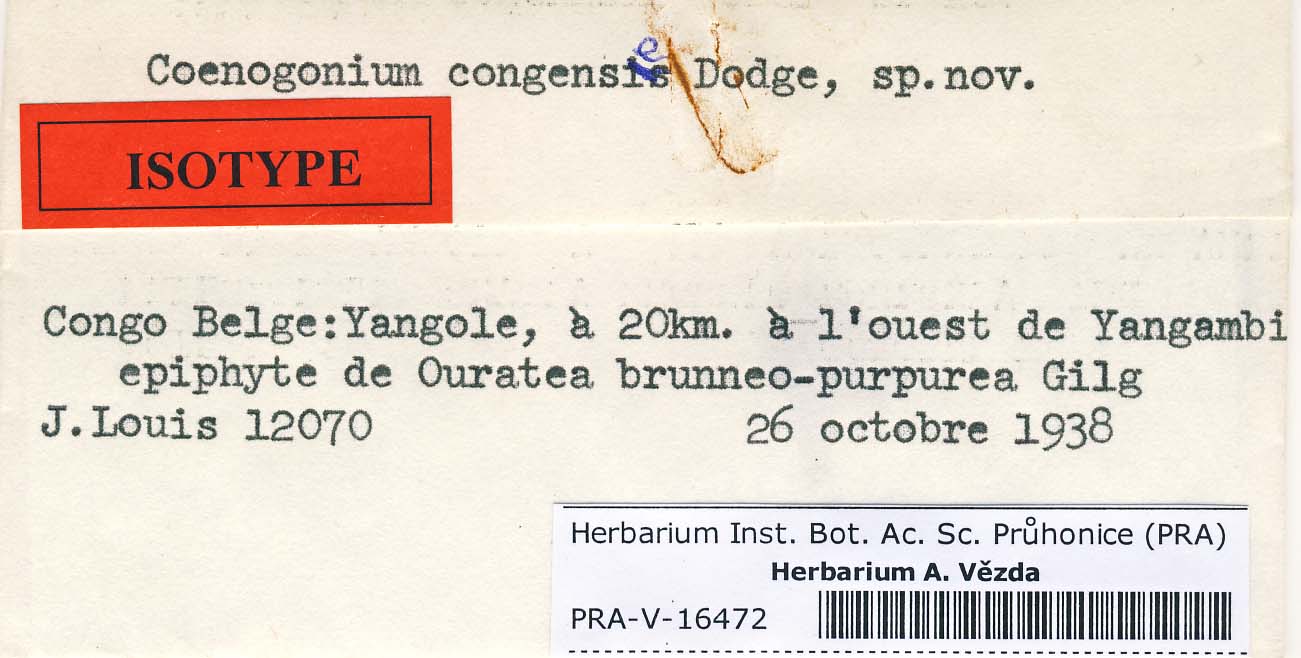 Coenogonium congense Dodge, sp.nov.
ISOTYPE
Congo Belge:Yangole, à 20km. à l'ouest de Yangambi
epiphyte de Ouratea brunneo-purpurea Gilg
J.Louis 12070 26 octobre 1938
Herbarium Inst. Bot. Ac. Sc. Průhonice (PRA)
Herbarium A. Vězda
PRA-V-16472